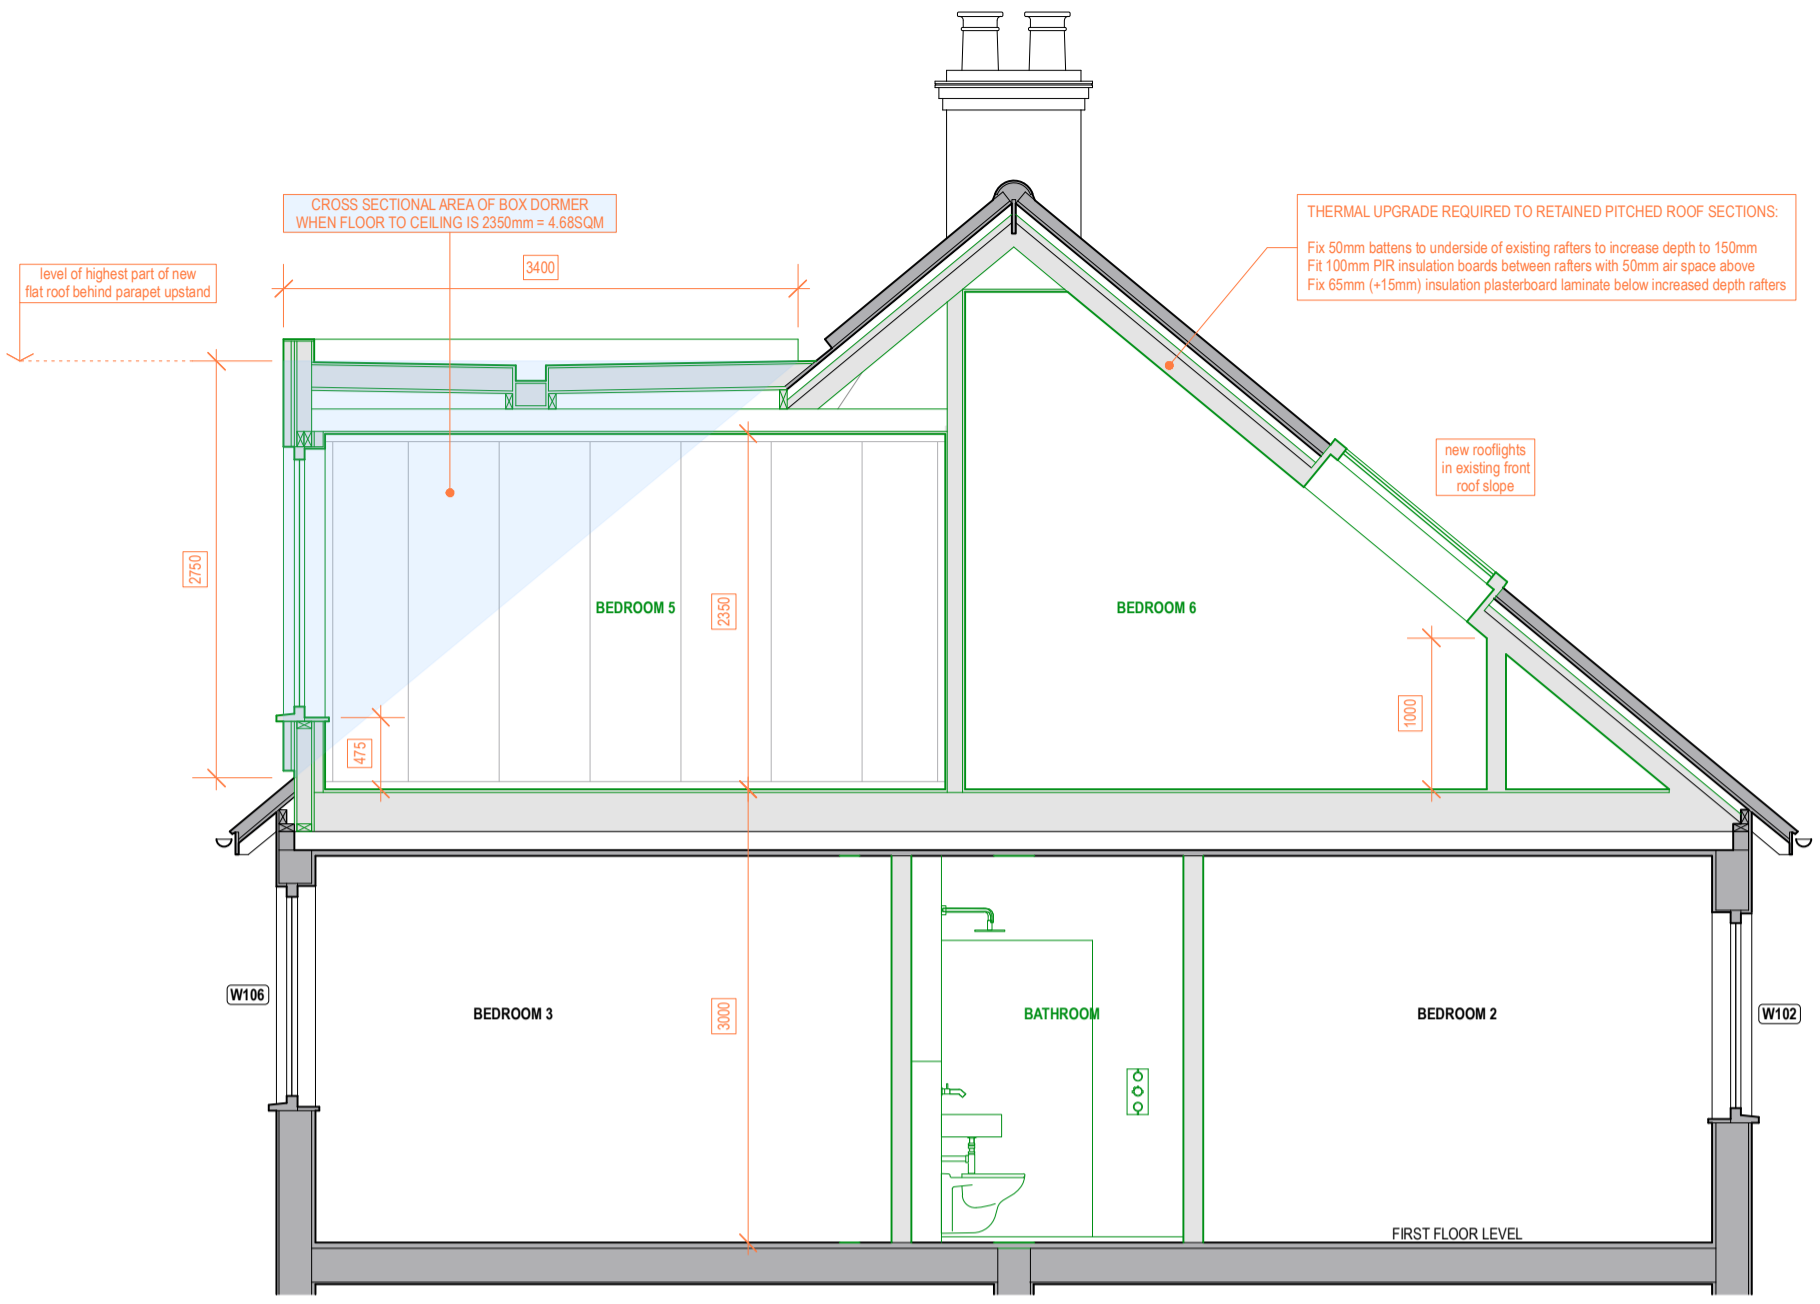 CROSS SECTIONAL AREA OF BOX DORMER
WHEN FLOOR TO CEILING IS 2350mm = 4.68SQM
THERMAL UPGRADE REQUIRED TO RETAINED PITCHED ROOF SECTIONS:
Fix 50mm battens to underside of existing rafters to increase depth to 150mm
Fit 100mm PIR insulation boards between rafters with 50mm air space above
Fix 65mm (+15mm) insulation plasterboard laminate below increased depth rafters
level of highest part of new
flat roof behind parapet upstand
3400
new rooflights
in existing front
roof slope
2750
BEDROOM 5
2350
BEDROOM 6
1000
475
W106
BEDROOM 3
3000
BATHROOM
BEDROOM 2
W102
FIRST FLOOR LEVEL